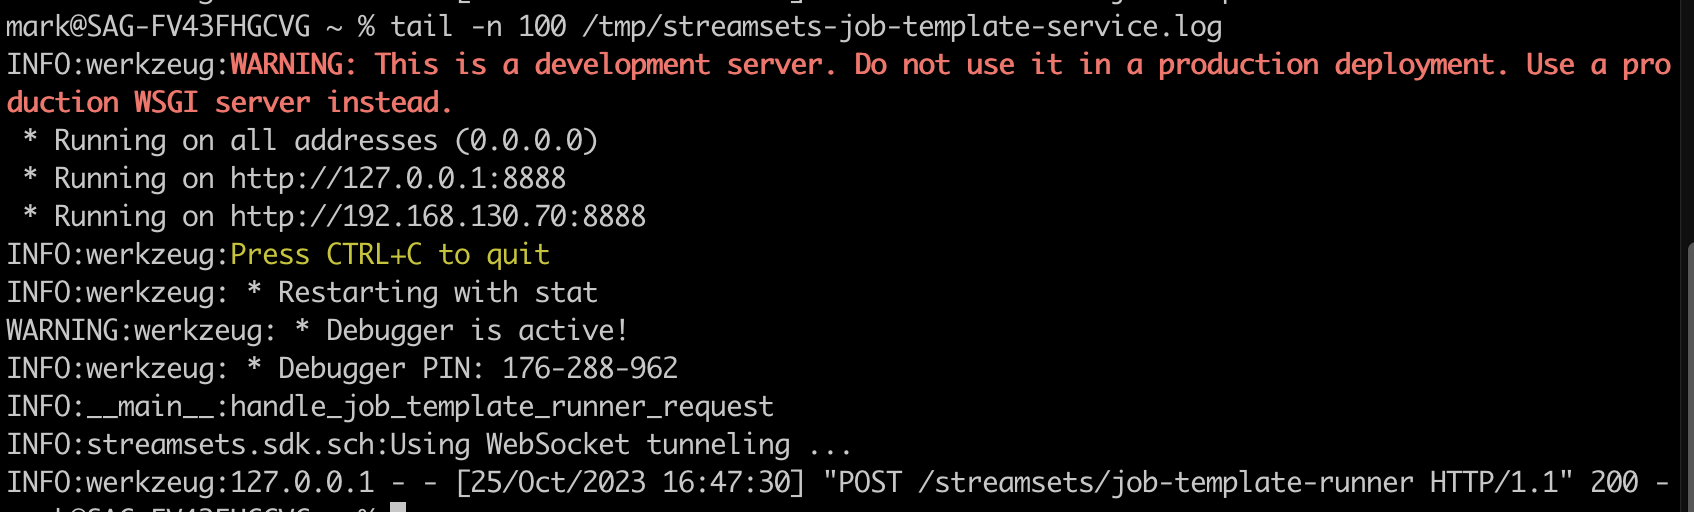 mark@SAG-FV43FHGCVG ~ % tail -n 100 /tmp/streamsets-job-template-service.log
INFO:werkzeug:WARNING: This is a development server. Do not use it in a production deployment. Use a pro
duction WSGI server instead.
 * Running on all addresses (0.0.0.0)
 * Running on http://127.0.0.1:8888
 * Running on http://192.168.130.70:8888
INFO:werkzeug:Press CTRL+C to quit
INFO:werkzeug: * Restarting with stat
WARNING:werkzeug: * Debugger is active!
INFO:werkzeug: * Debugger PIN: 176-288-962
INFO:__main__:handle_job_template_runner_request
INFO:streamsets.sdk.sch:Using WebSocket tunneling ...
INFO:werkzeug:127.0.0.1 - - [25/Oct/2023 16:47:30] "POST /streamsets/job-template-runner HTTP/1.1" 200 -
mark@SAG-FV43FHGCVG ~ %